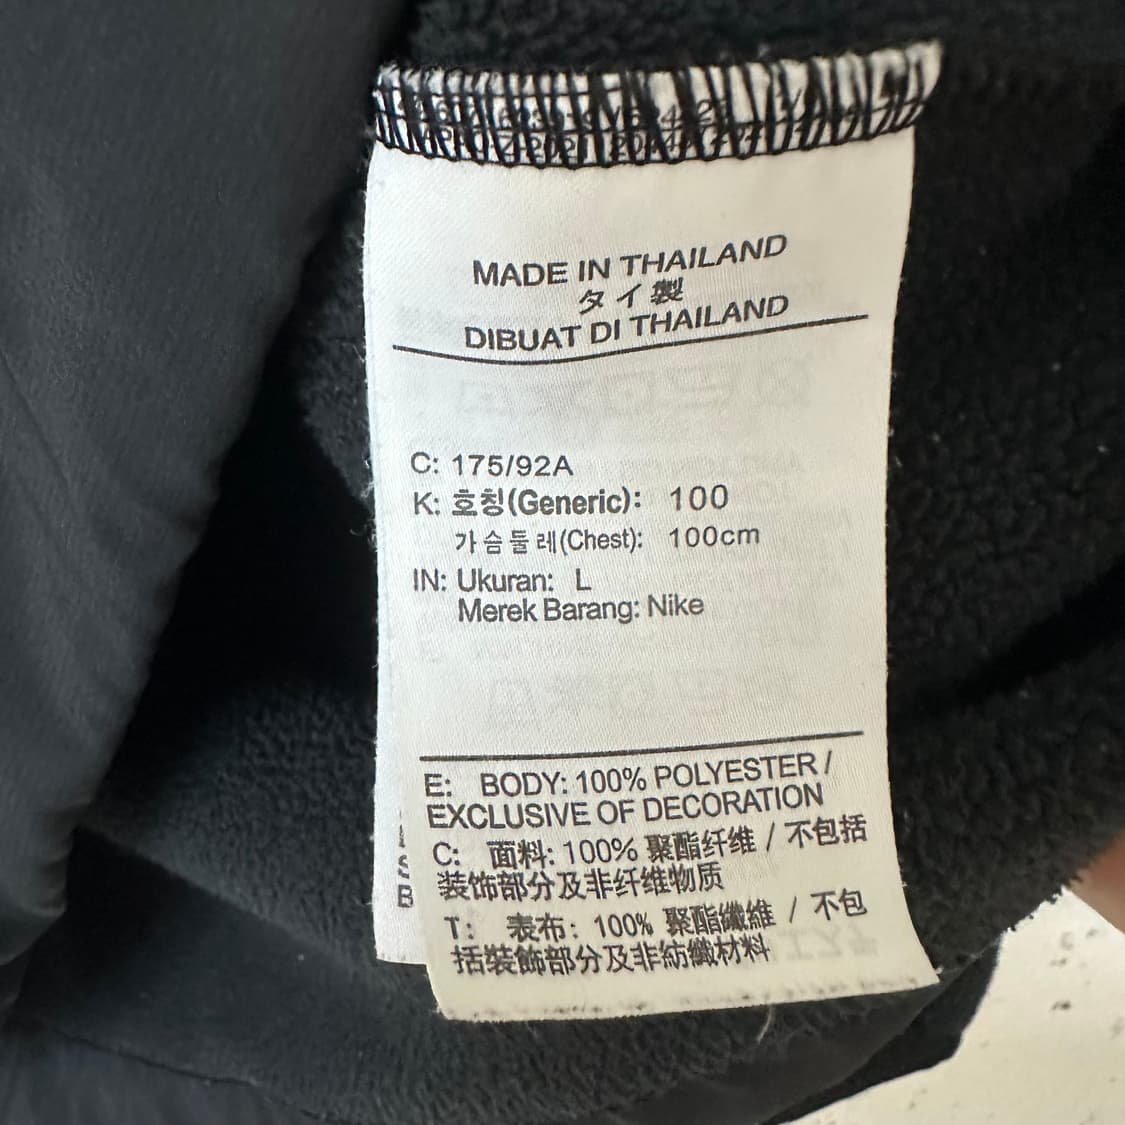 MADE IN THAILAND
タイ製
DIBUAT DI THAILAND
C: 175/92A
K: 호칭(Generic): 100
가슴둘레(Chest): 100cm
IN: Ukuran: L
Merek Barang: Nike
E: BODY: 100% POLYESTER /
EXCLUSIVE OF DECORATION
C: 面料: 100% 聚酯纤维 / 不包括
装饰部分及非纤维物质
T: 表布: 100% 聚酯纖維 / 不包
括裝飾部分及非紡織材料
S
B